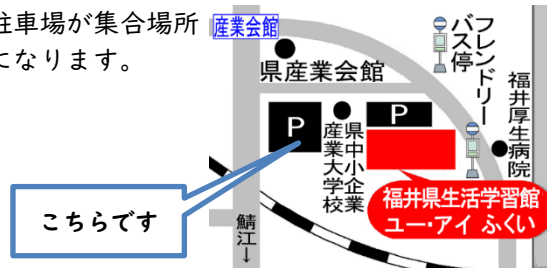 駐車場が集合場所
になります。
産業会館
県産業会館
フレンドリー
バス停
福井厚生病院
P
P
県中小企業
産業大学校
福井県生活学習館
ユー・アイ ふくい
こちらです
鯖江↓